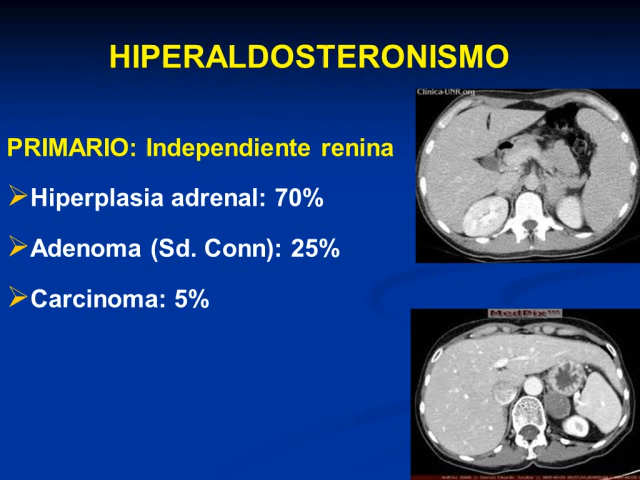 HIPERALDOSTERONISMO
Clinica-UNR.org
PRIMARIO: Independiente renina
Hiperplasia adrenal: 70%
Adenoma (Sd. Conn): 25%
Carcinoma: 5%
MedPix